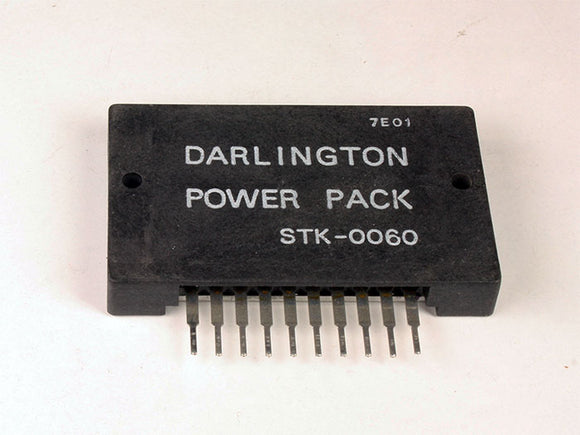 7E01
DARLINGTON
POWER PACK
STK-0060